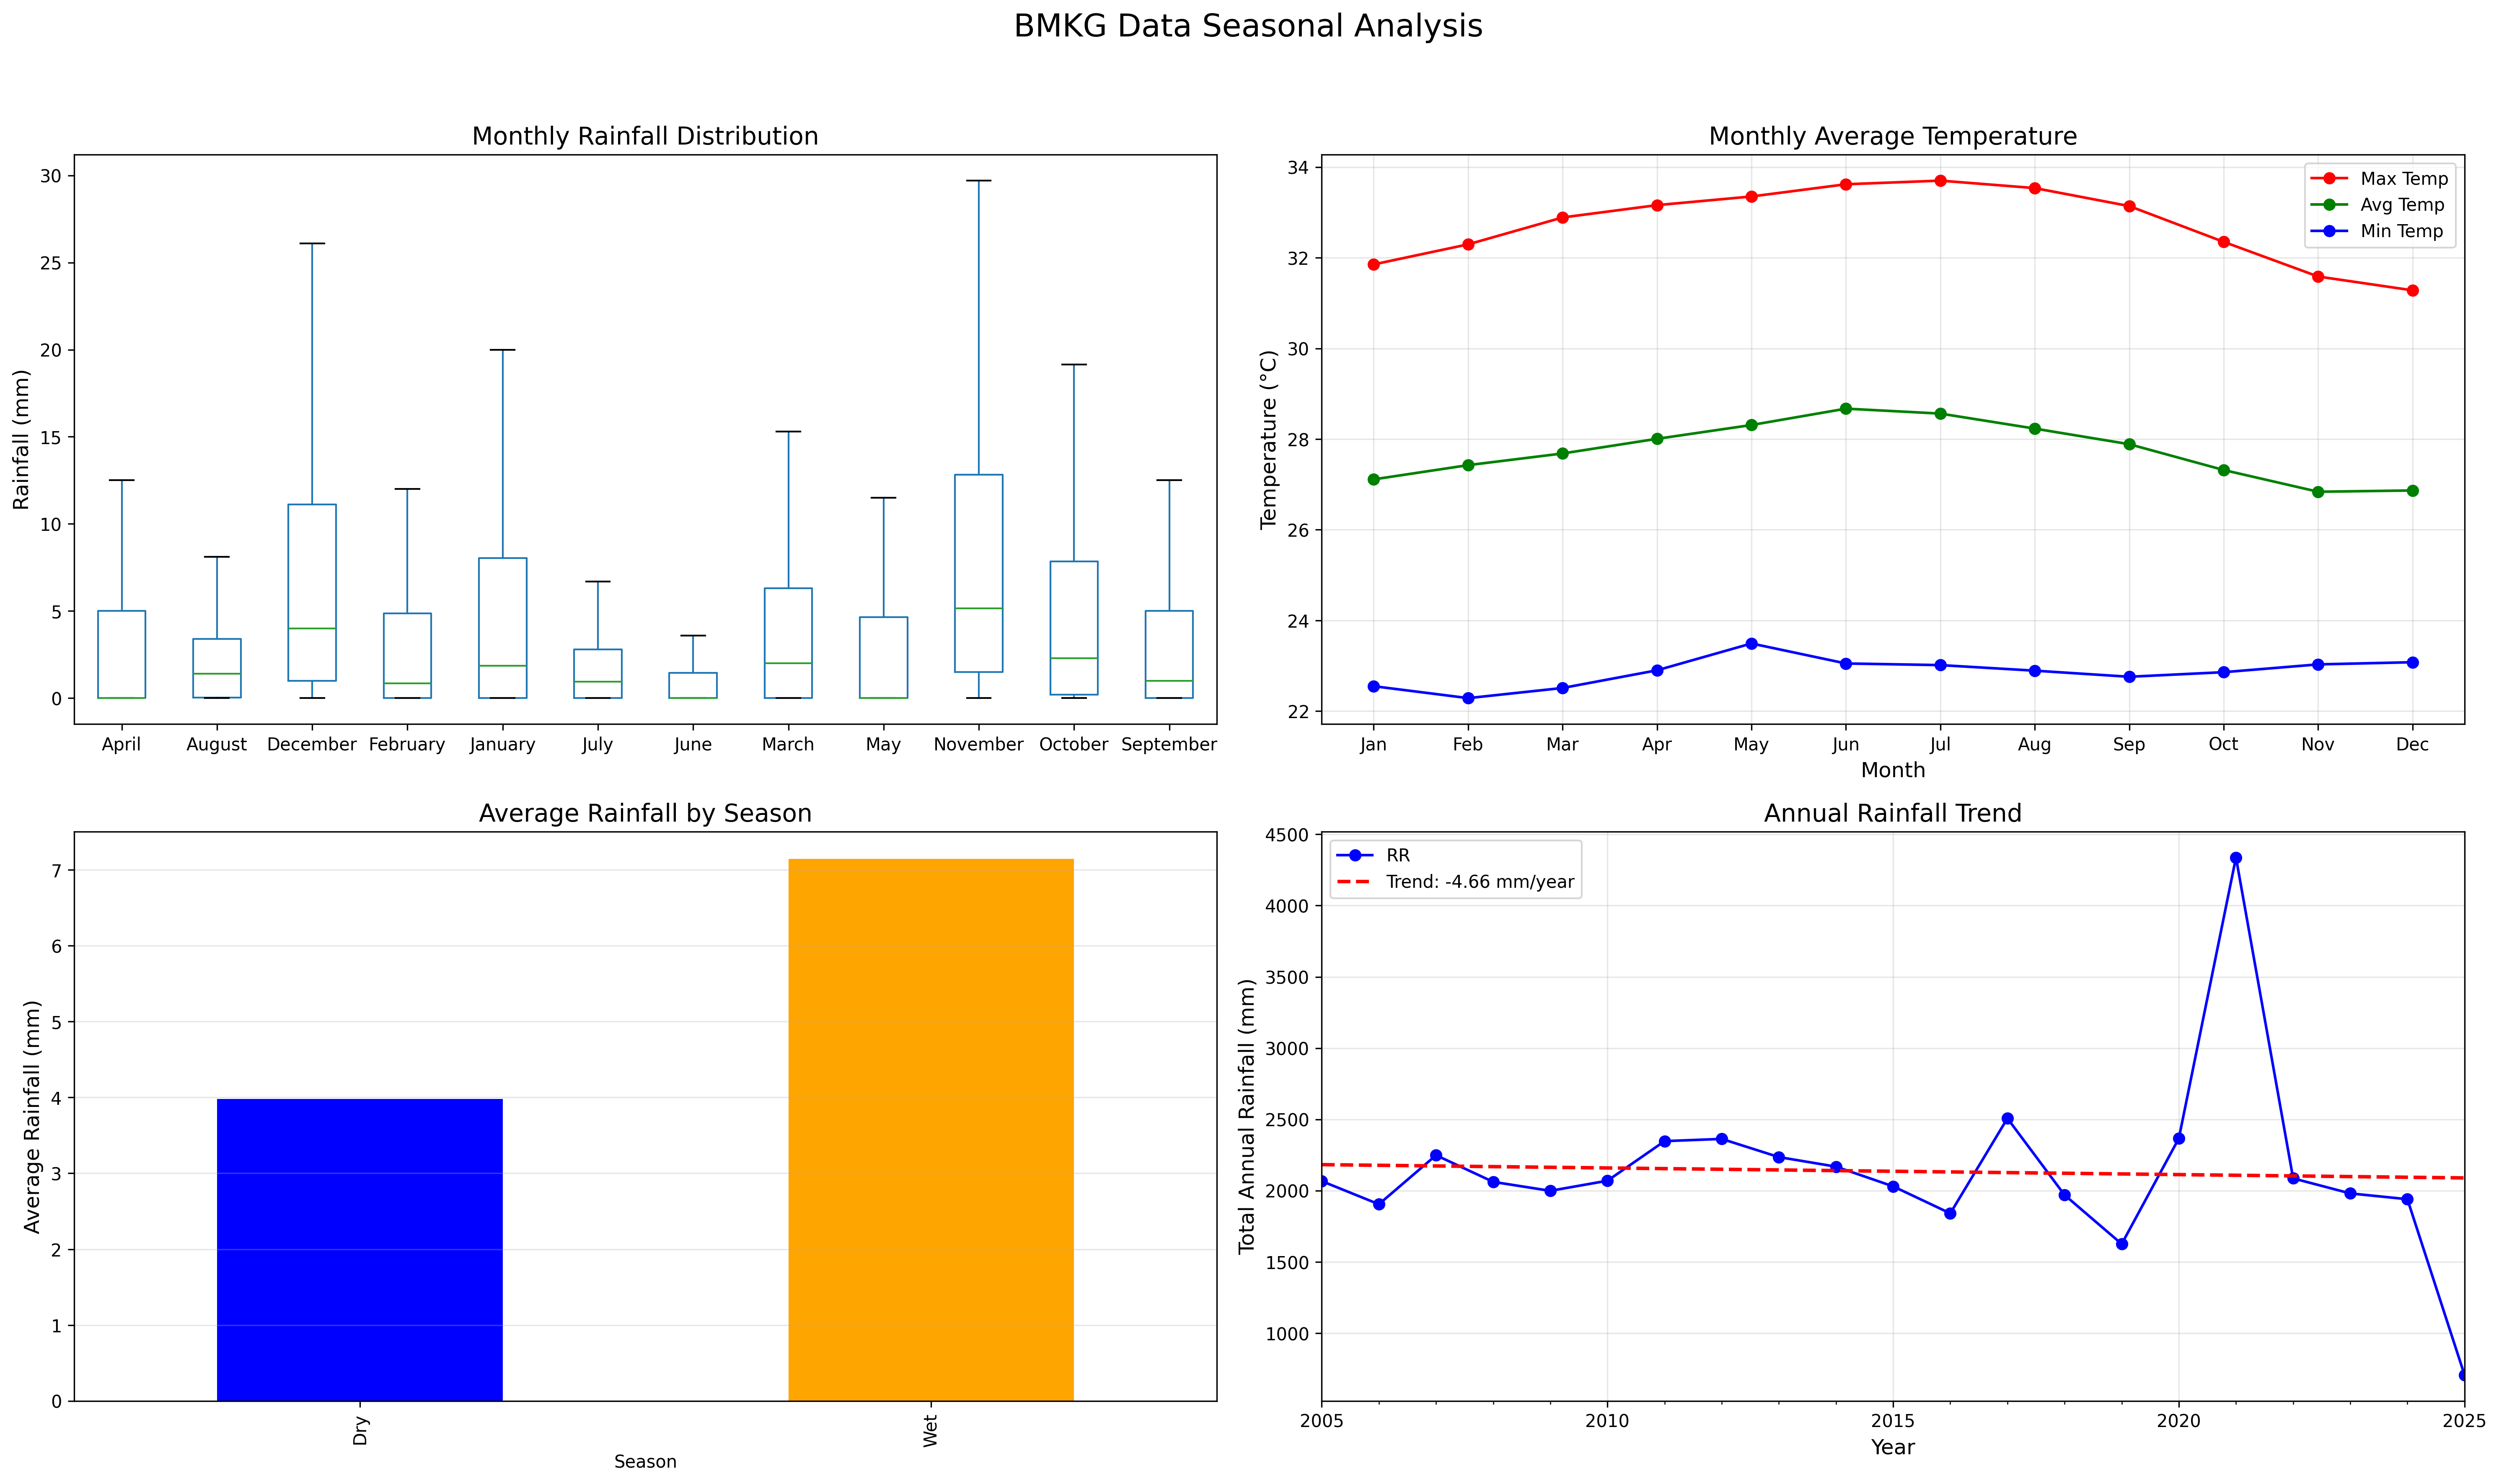 BMKG Data Seasonal Analysis
Monthly Rainfall Distribution
Rainfall (mm)
30
25
20
15
10
5
0
April August December February January July June March May November October September
Monthly Average Temperature
Temperature (°C)
34
32
30
28
26
24
22
Max Temp
Avg Temp
Min Temp
Jan Feb Mar Apr May Jun Jul Aug Sep Oct Nov Dec
Month
Average Rainfall by Season
Average Rainfall (mm)
7
6
5
4
3
2
1
0
Dry Wet
Season
Annual Rainfall Trend
Total Annual Rainfall (mm)
4500
4000
3500
3000
2500
2000
1500
1000
RR
Trend: -4.66 mm/year
2005 2010 2015 2020 2025
Year